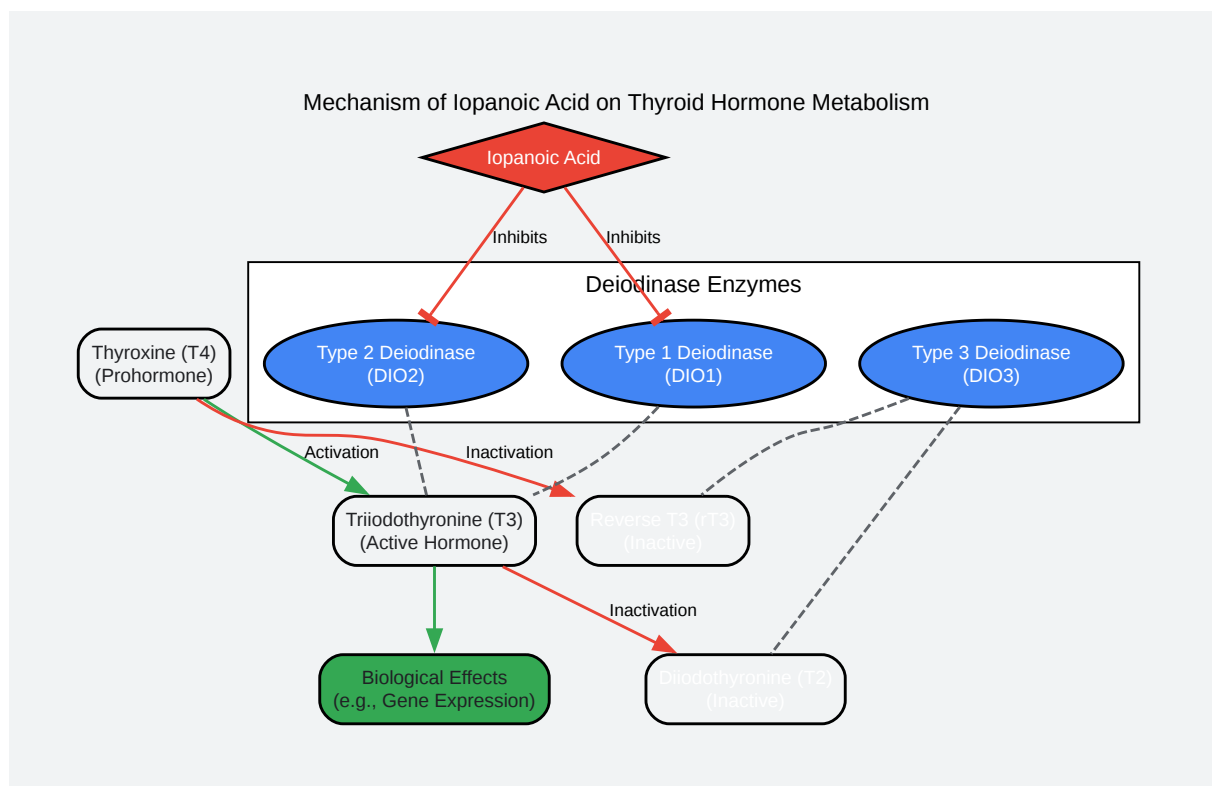 Mechanism of Iopanoic Acid on Thyroid Hormone Metabolism
Iopanoic Acid
Inhibits
Inhibits
Deiodinase Enzymes
Type 2 Deiodinase
(DIO2)
Type 1 Deiodinase
(DIO1)
Type 3 Deiodinase
(DIO3)
Thyroxine (T4)
(Prohormone)
Activation
Inactivation
Triiodothyronine (T3)
(Active Hormone)
Reverse T3 (rT3)
(Inactive)
Inactivation
Biological Effects
(e.g., Gene Expression)
Diiodothyronine (T2)
(Inactive)